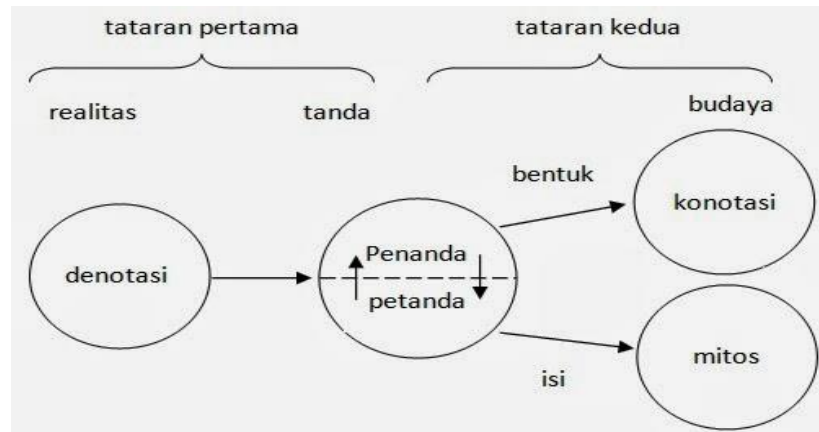 tataran pertama
tataran kedua
realitas
tanda
budaya
bentuk
konotasi
denotasi
Penanda
petanda
isi
mitos